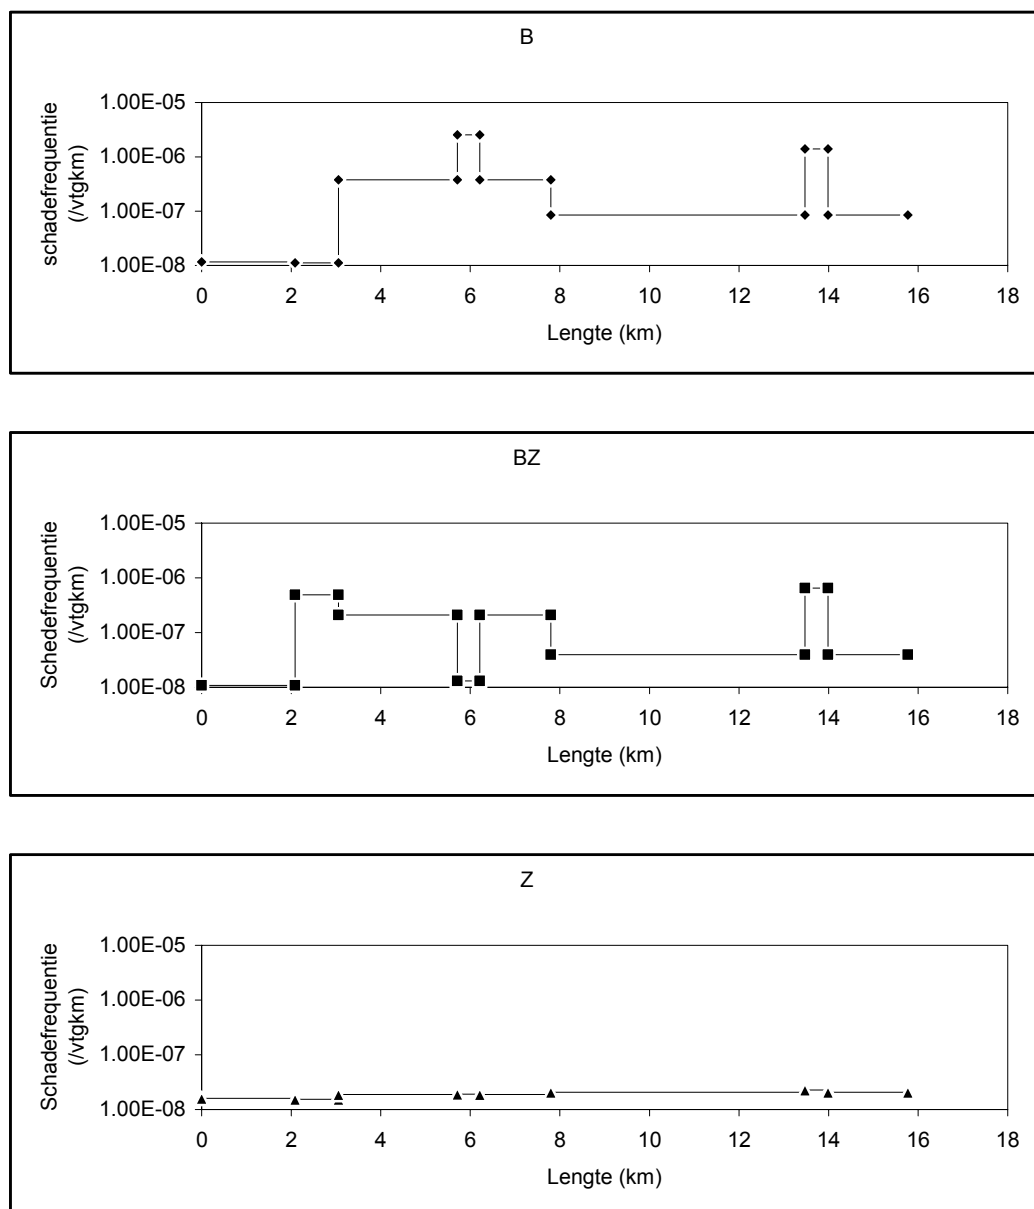 B
schadefrequentie
(/vtgkm)
1.00E-05
1.00E-06
1.00E-07
1.00E-08
0 2 4 6 8 10 12 14 16 18
Lengte (km)
BZ
Schedefrequentie
(/vtgkm)
1.00E-05
1.00E-06
1.00E-07
1.00E-08
0 2 4 6 8 10 12 14 16 18
Lengte (km)
Z
Schadefrequentie
(/vtgkm)
1.00E-05
1.00E-06
1.00E-07
1.00E-08
0 2 4 6 8 10 12 14 16 18
Lengte (km)